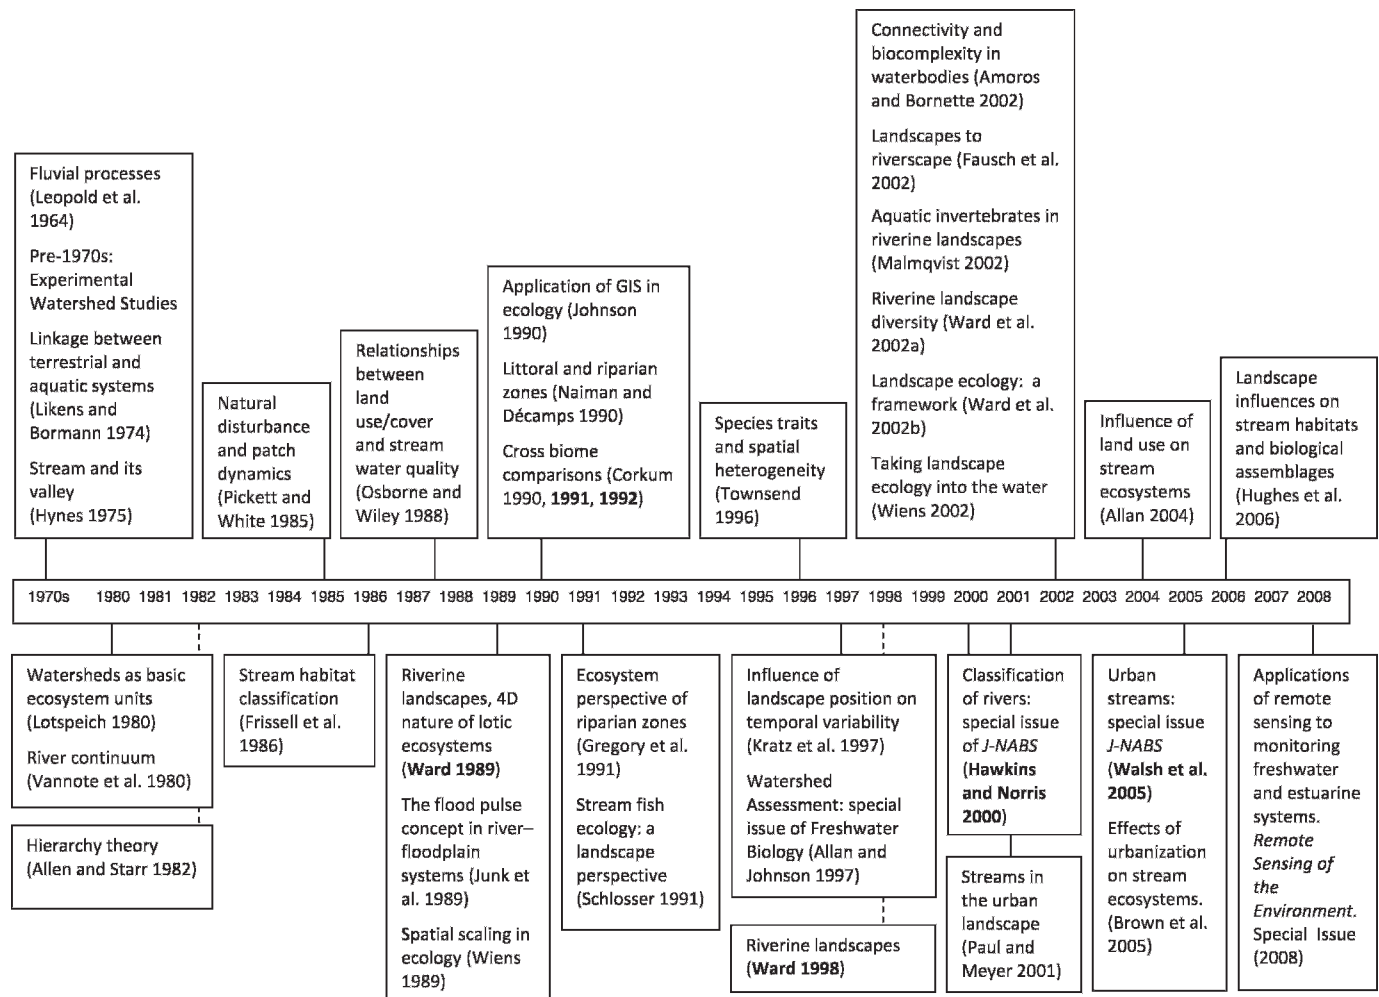 Fluvial processes
(Leopold et al.
1964)
Pre-1970s:
Experimental
Watershed Studies
Linkage between
terrestrial and
aquatic systems
(Likens and
Bormann 1974)
Stream and its
valley
(Hynes 1975)
Natural
disturbance
and patch
dynamics
(Pickett and
White 1985)
Relationships
between
land
use/cover
and stream
water quality
(Osborne and
Wiley 1988)
Application of GIS in
ecology (Johnson
1990)
Littoral and riparian
zones (Naiman and
Décamps 1990)
Cross biome
comparisons (Corkum
1990, 1991, 1992)
Species traits
and spatial
heterogeneity
(Townsend
1996)
Connectivity and
biocomplexity in
waterbodies (Amoros
and Bornette 2002)
Landscapes to
riverscape (Fausch et al.
2002)
Aquatic invertebrates in
riverine landscapes
(Malmqvist 2002)
Riverine landscape
diversity (Ward et al.
2002a)
Landscape ecology: a
framework (Ward et al.
2002b)
Taking landscape
ecology into the water
(Wiens 2002)
Influence of
land use on
stream
ecosystems
(Allan 2004)
Landscape
influences on
stream habitats
and biological
assemblages
(Hughes et al.
2006)
1970s 1980 1981 1982 1983 1984 1985 1986 1987 1988 1989 1990 1991 1992 1993 1994 1995 1996 1997 1998 1999 2000 2001 2002 2003 2004 2005 2006 2007 2008
Watersheds as basic
ecosystem units
(Lotspeich 1980)
River continuum
(Vannote et al. 1980)
Hierarchy theory
(Allen and Starr 1982)
Stream habitat
classification
(Frissell et al.
1986)
Riverine
landscapes, 4D
nature of lotic
ecosystems
(Ward 1989)
The flood pulse
concept in river–
floodplain
systems (Junk et
al. 1989)
Spatial scaling in
ecology (Wiens
1989)
Ecosystem
perspective of
riparian zones
(Gregory et al.
1991)
Stream fish
ecology: a
landscape
perspective
(Schlosser 1991)
Influence of
landscape position on
temporal variability
(Kratz et al. 1997)
Watershed
Assessment: special
issue of Freshwater
Biology (Allan and
Johnson 1997)
Riverine landscapes
(Ward 1998)
Classification
of rivers:
special issue
of J-NABS
(Hawkins
and Norris
2000)
Streams in
the urban
landscape
(Paul and
Meyer 2001)
Urban
streams:
special issue
J-NABS
(Walsh et al.
2005)
Effects of
urbanization
on stream
ecosystems.
(Brown et al.
2005)
Applications
of remote
sensing to
monitoring
freshwater
and estuarine
systems.
Remote
Sensing of
the
Environment.
Special Issue
(2008)